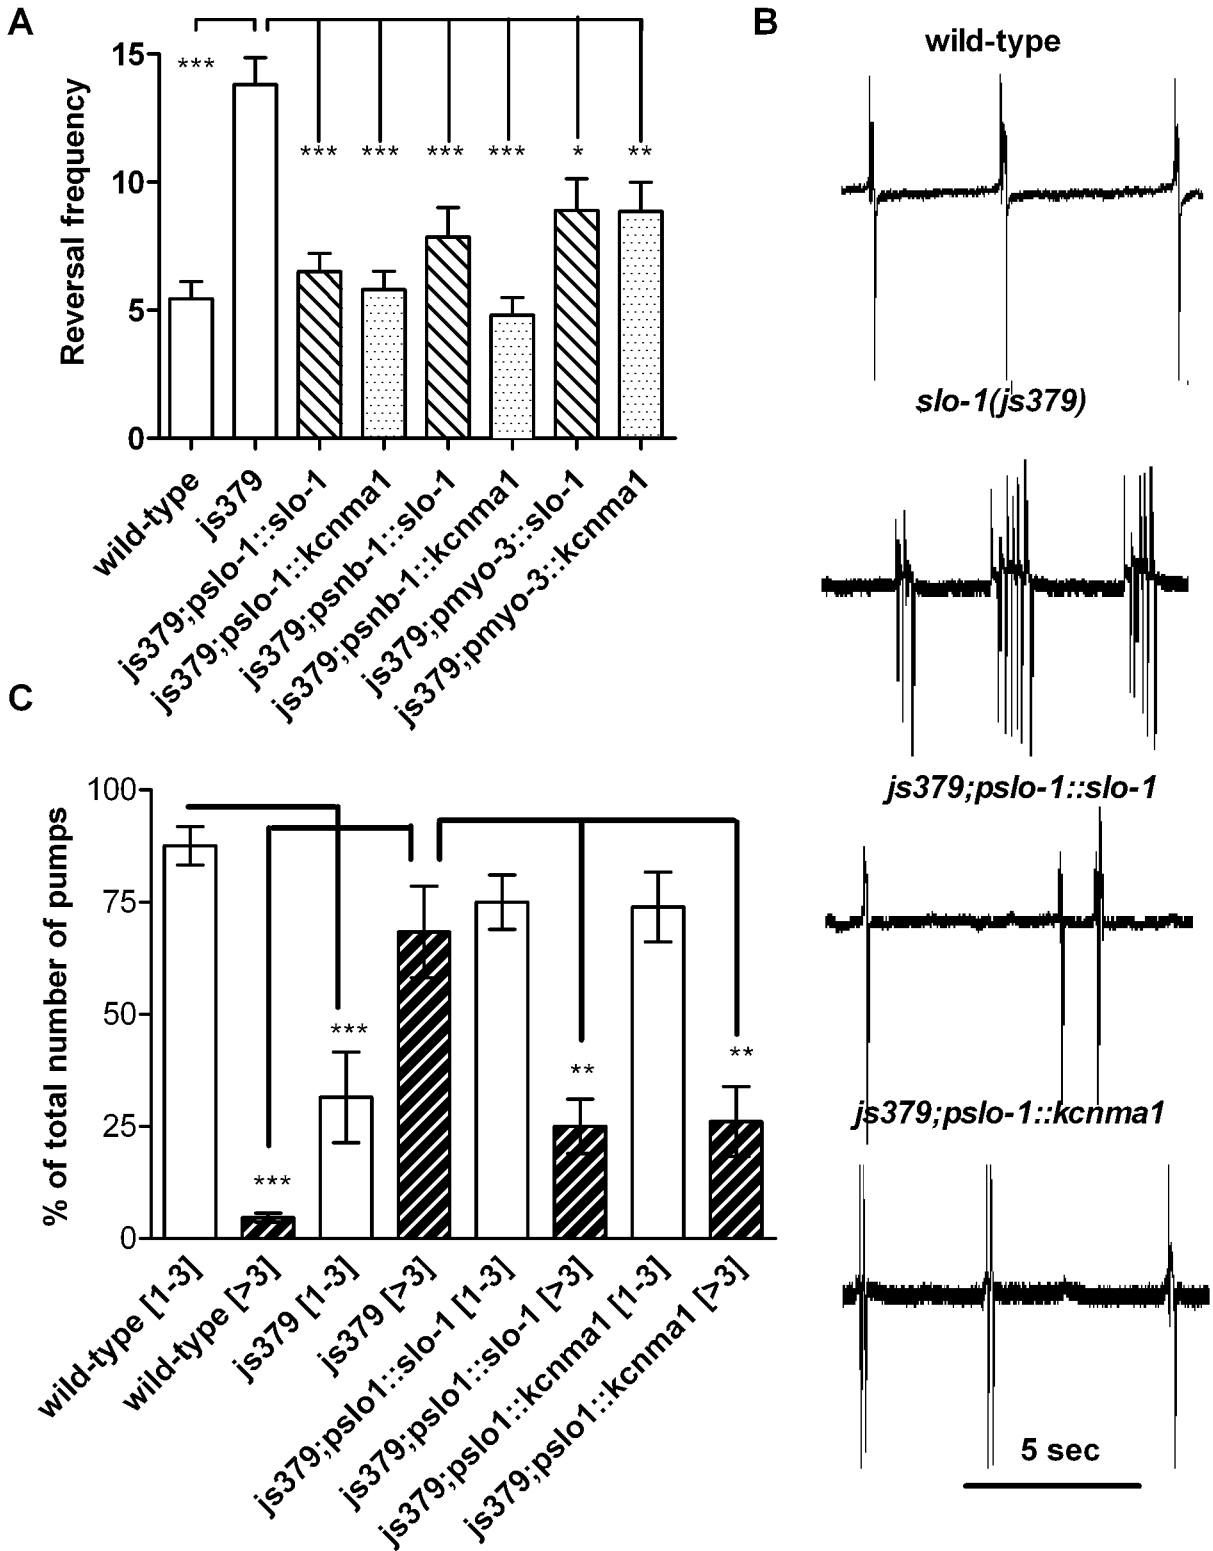 A
Reversal frequency
15
10
5
0
***
***
***
***
***
*
**
wild-type
js379
js379;pslo-1::slo-1
js379;pslo-1::kcnma1
js379;psnb-1::slo-1
js379;psnb-1::kcnma1
js379;pmyo-3::slo-1
js379;pmyo-3::kcnma1
B
wild-type
slo-1(js379)
js379;pslo-1::slo-1
js379;pslo-1::kcnma1
5 sec
C
% of total number of pumps
100
75
50
25
0
***
***
**
**
wild-type [1-3]
wild-type [>3]
js379 [1-3]
js379 [>3]
js379;pslo1::slo-1 [1-3]
js379;pslo1::slo-1 [>3]
js379;pslo1::kcnma1 [1-3]
js379;pslo1::kcnma1 [>3]